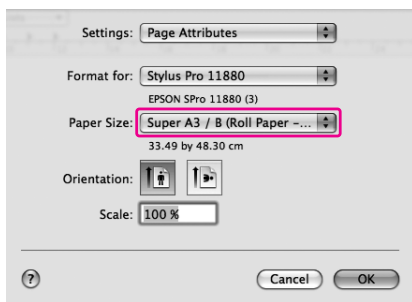 Settings: Page Attributes
Format for: Stylus Pro 11880
EPSON SPro 11880 (3)
Paper Size: Super A3 / B (Roll Paper –...
33.49 by 48.30 cm
Orientation:
Scale: 100 %
? Cancel OK